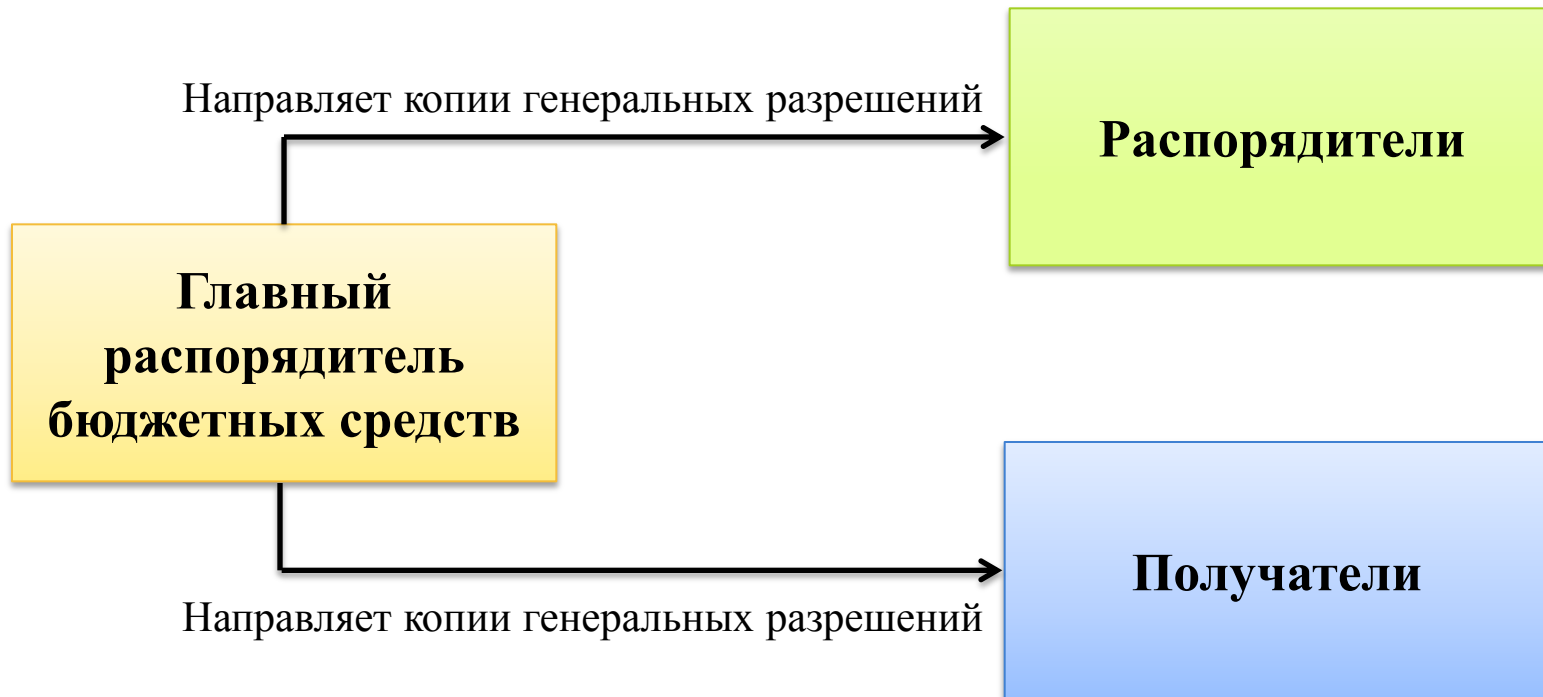 Направляет копии генеральных разрешений
Распорядители
Главный
распорядитель
бюджетных средств
Получатели
Направляет копии генеральных разрешений